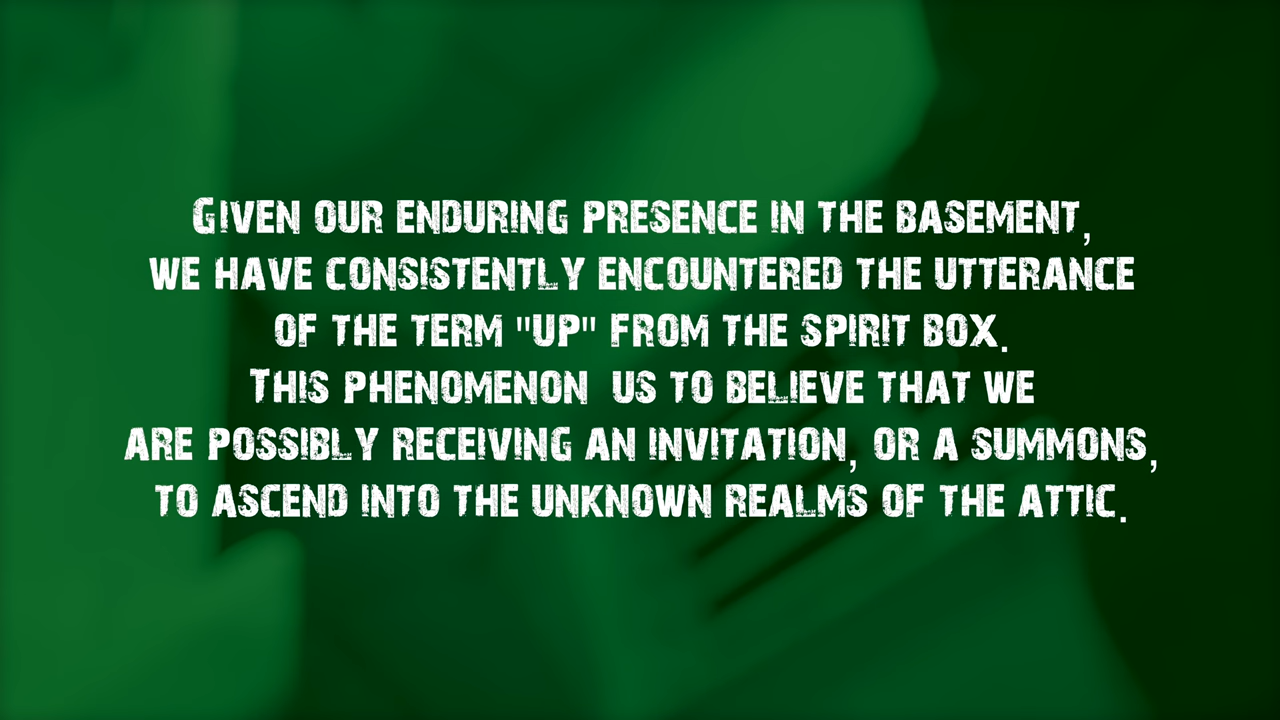 Given our enduring presence in the basement,
we have consistently encountered the utterance
of the term "up" from the spirit box.
This phenomenon  us to believe that we
are possibly receiving an invitation, or a summons,
to ascend into the unknown realms of the attic.